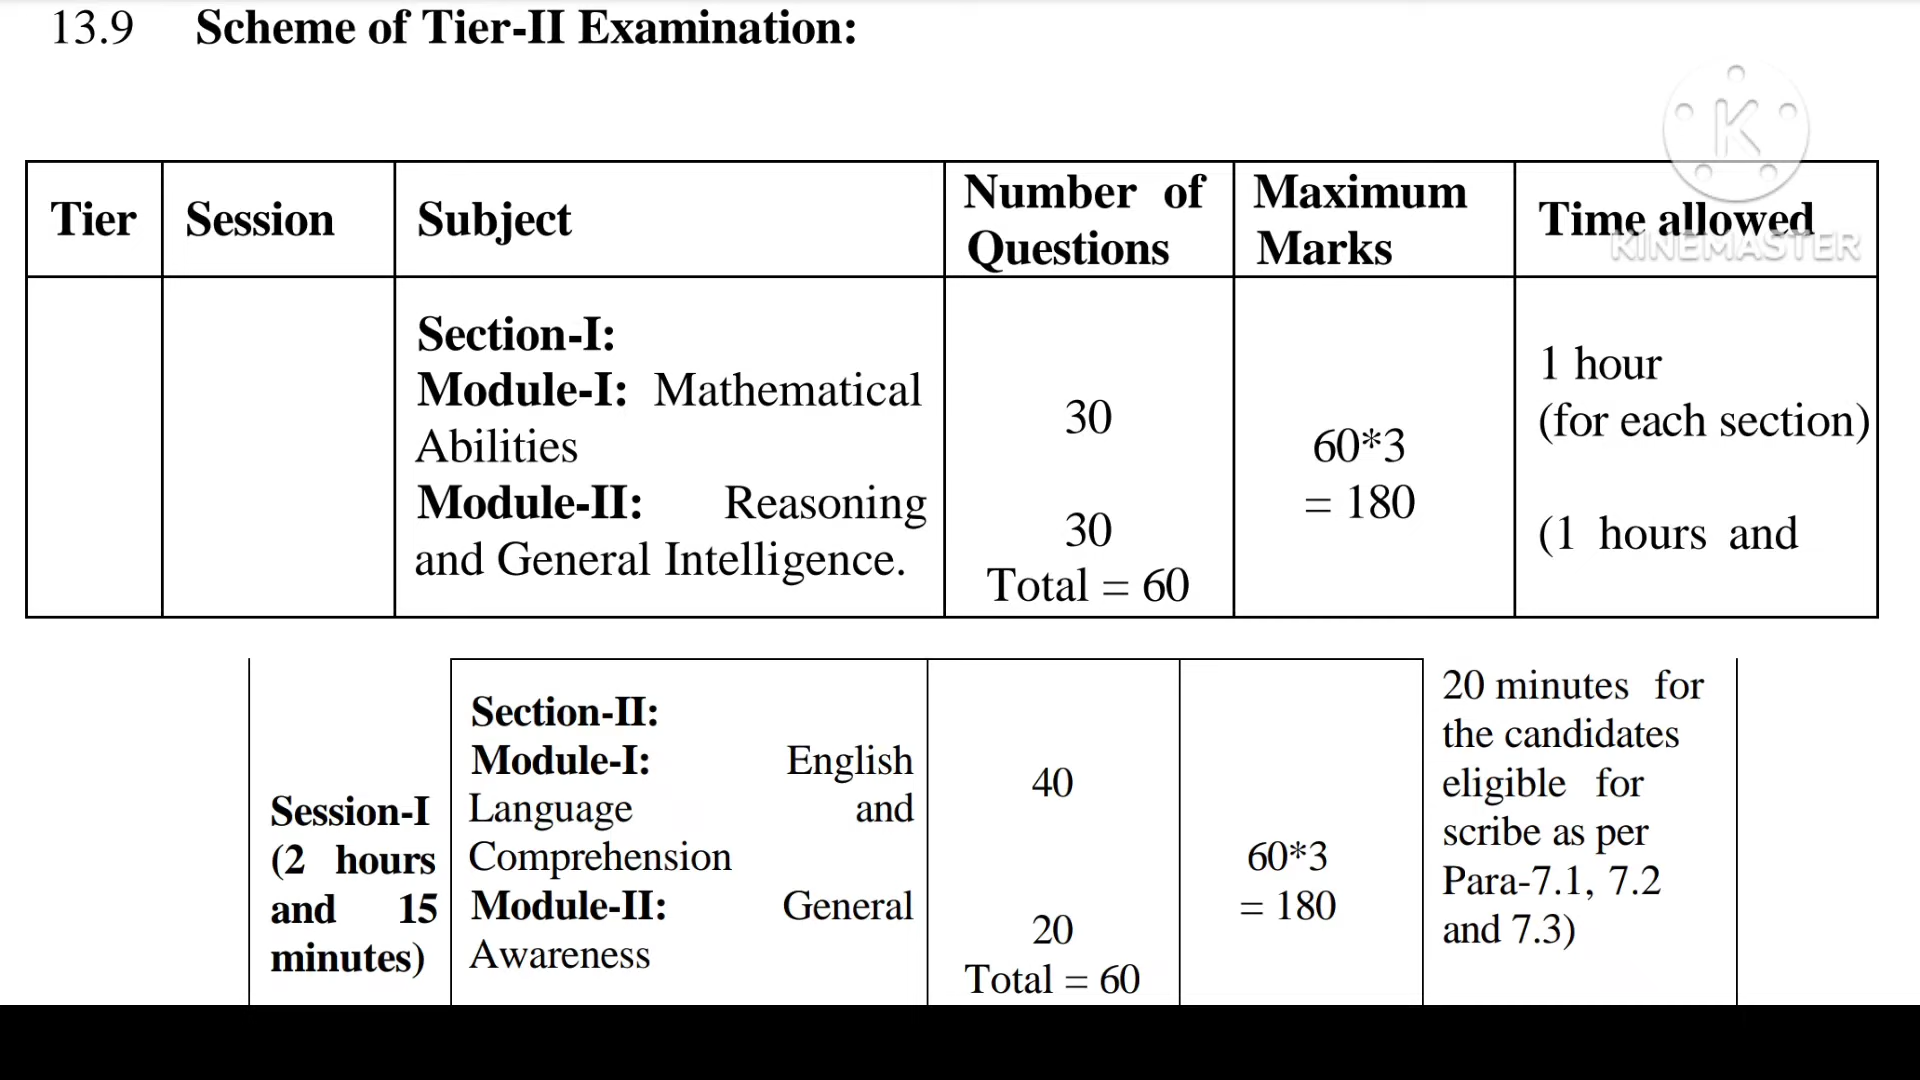 13.9 Scheme of Tier-II Examination:
K
KINEMASTER
Tier Session Subject Number of Questions Maximum Marks Time allowed
Section-I:
Module-I: Mathematical
Abilities
Module-II: Reasoning
and General Intelligence.
30
30
Total = 60
60*3
= 180
1 hour
(for each section)
(1 hours and
Session-I
(2 hours
and 15
minutes)
Section-II:
Module-I: English
Language and
Comprehension
Module-II: General
Awareness
40
20
Total = 60
60*3
= 180
20 minutes for
the candidates
eligible for
scribe as per
Para-7.1, 7.2
and 7.3)